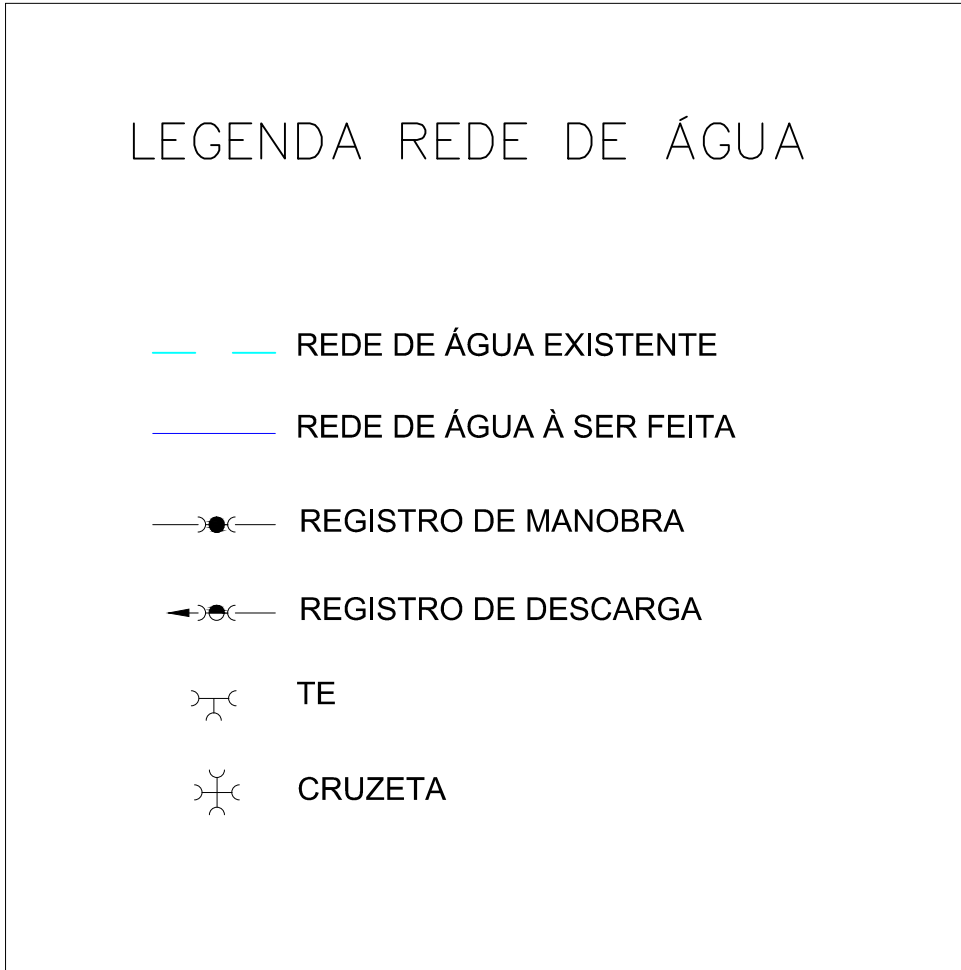 LEGENDA REDE DE ÁGUA
REDE DE ÁGUA EXISTENTE
REDE DE ÁGUA À SER FEITA
REGISTRO DE MANOBRA
REGISTRO DE DESCARGA
TE
CRUZETA